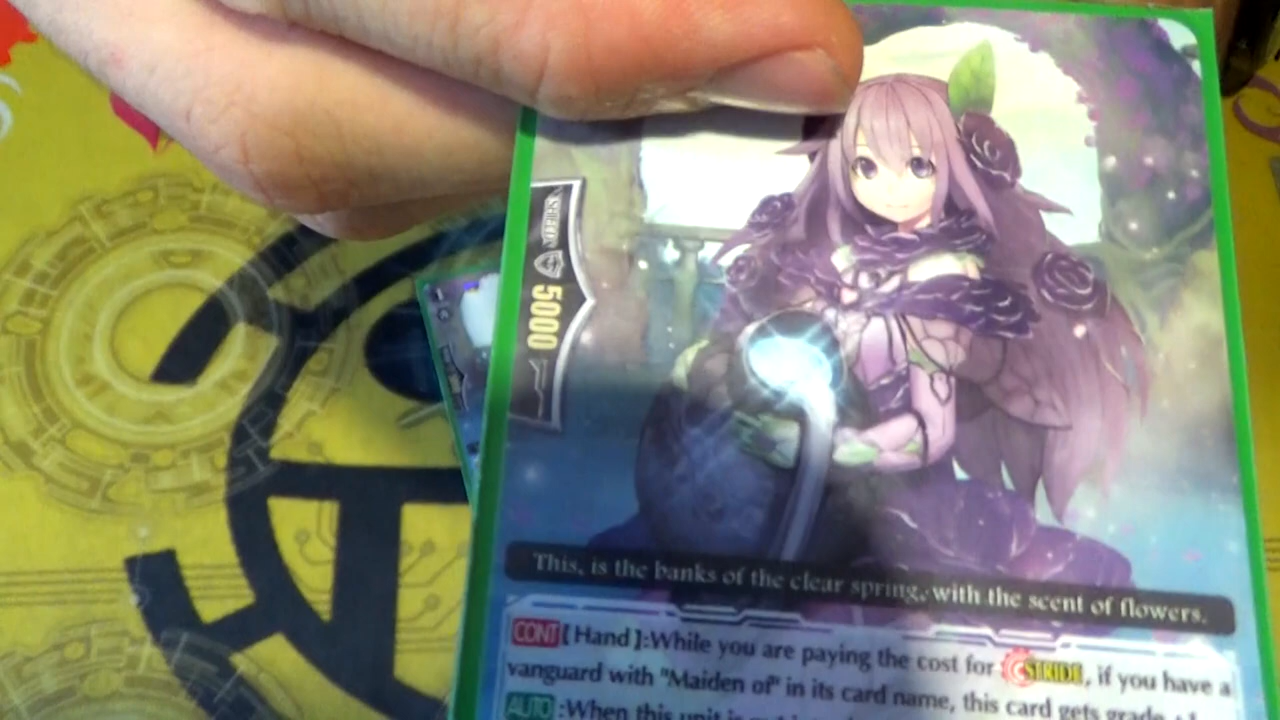 SHIELD
5000
This, is the banks of the clear spring, with the scent of flowers.
CONT [Hand]:While you are paying the cost for STRIDE, if you have a
vanguard with "Maiden of" in its card name, this card gets grade
AUTO :When this unit is